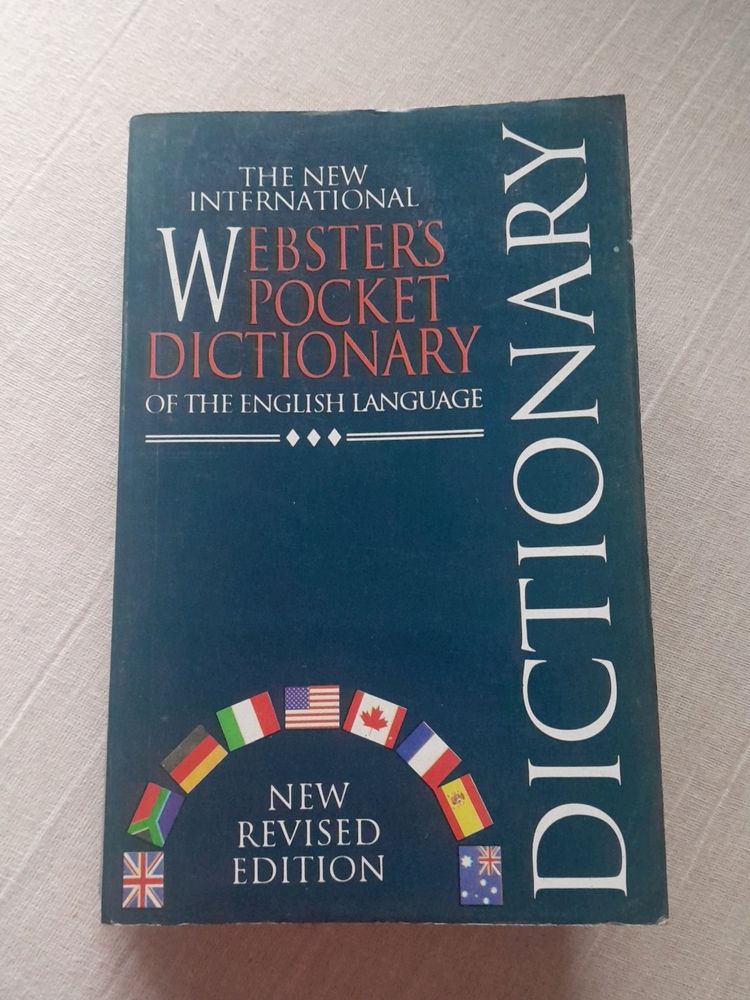 THE NEW
INTERNATIONAL
WEBSTER'S
POCKET
DICTIONARY
OF THE ENGLISH LANGUAGE
DICTIONARY
NEW
REVISED
EDITION